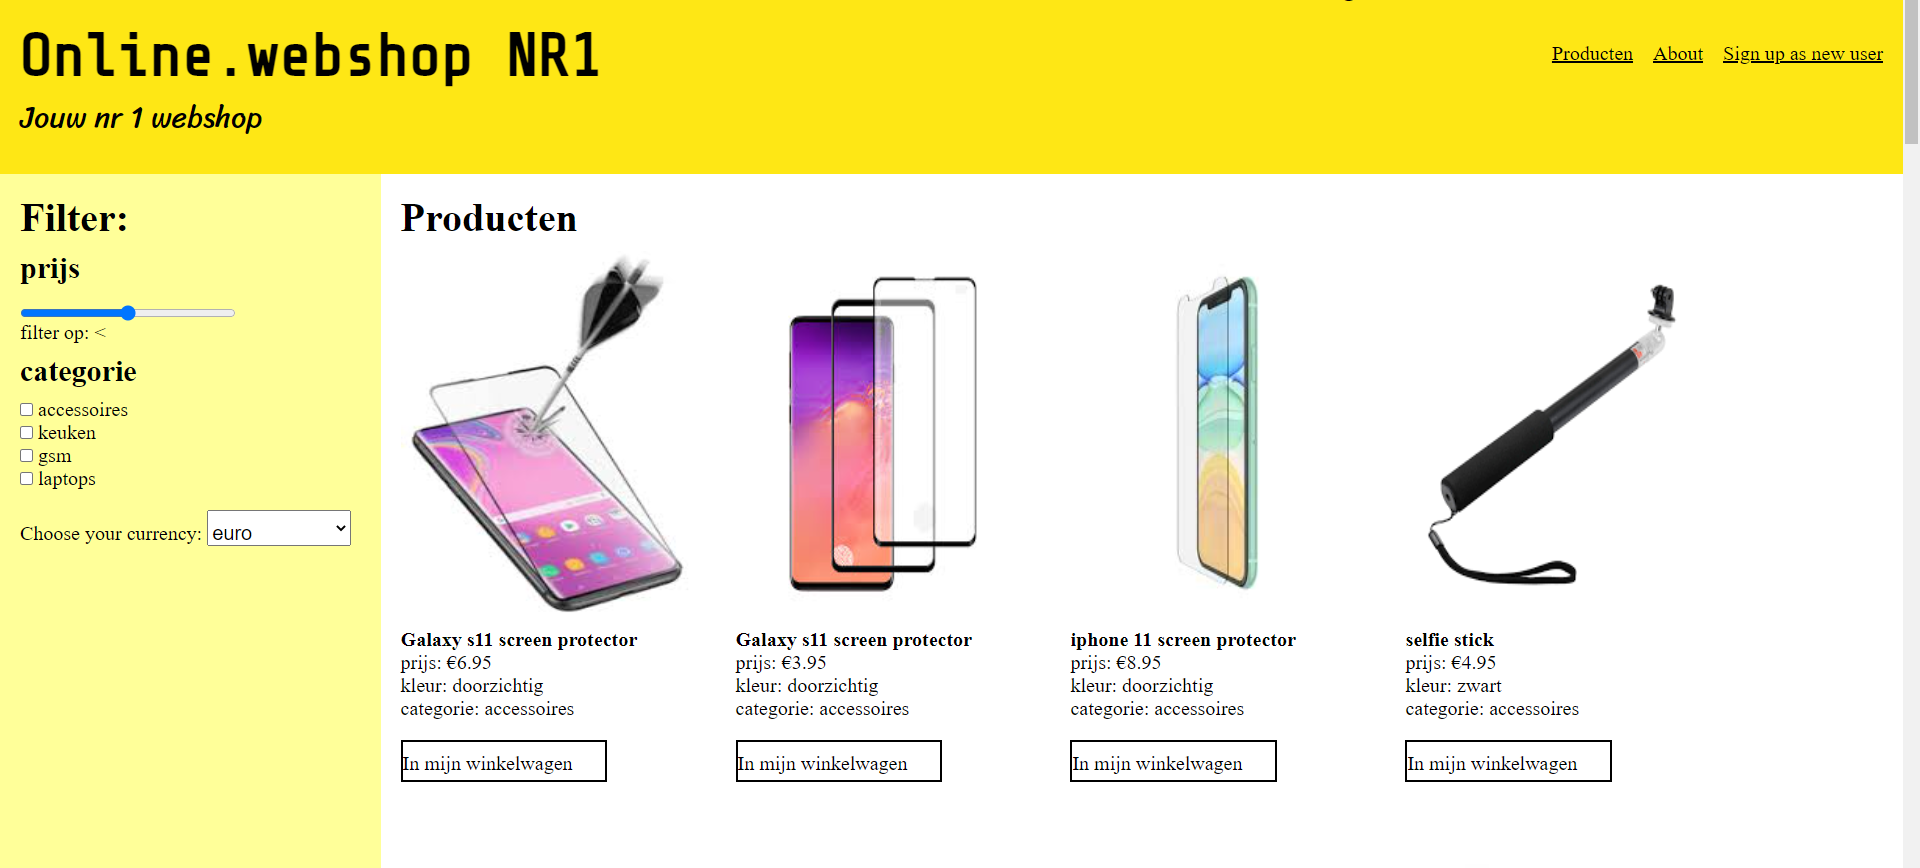 Online.webshop NR1
Jouw nr 1 webshop
Producten About Sign up as new user
Filter:
prijs
filter op: <
categorie
accessoires
keuken
gsm
laptops
Choose your currency: euro
Producten
Galaxy s11 screen protector
prijs: €6.95
kleur: doorzichtig
categorie: accessoires
In mijn winkelwagen
Galaxy s11 screen protector
prijs: €3.95
kleur: doorzichtig
categorie: accessoires
In mijn winkelwagen
iphone 11 screen protector
prijs: €8.95
kleur: doorzichtig
categorie: accessoires
In mijn winkelwagen
selfie stick
prijs: €4.95
kleur: zwart
categorie: accessoires
In mijn winkelwagen